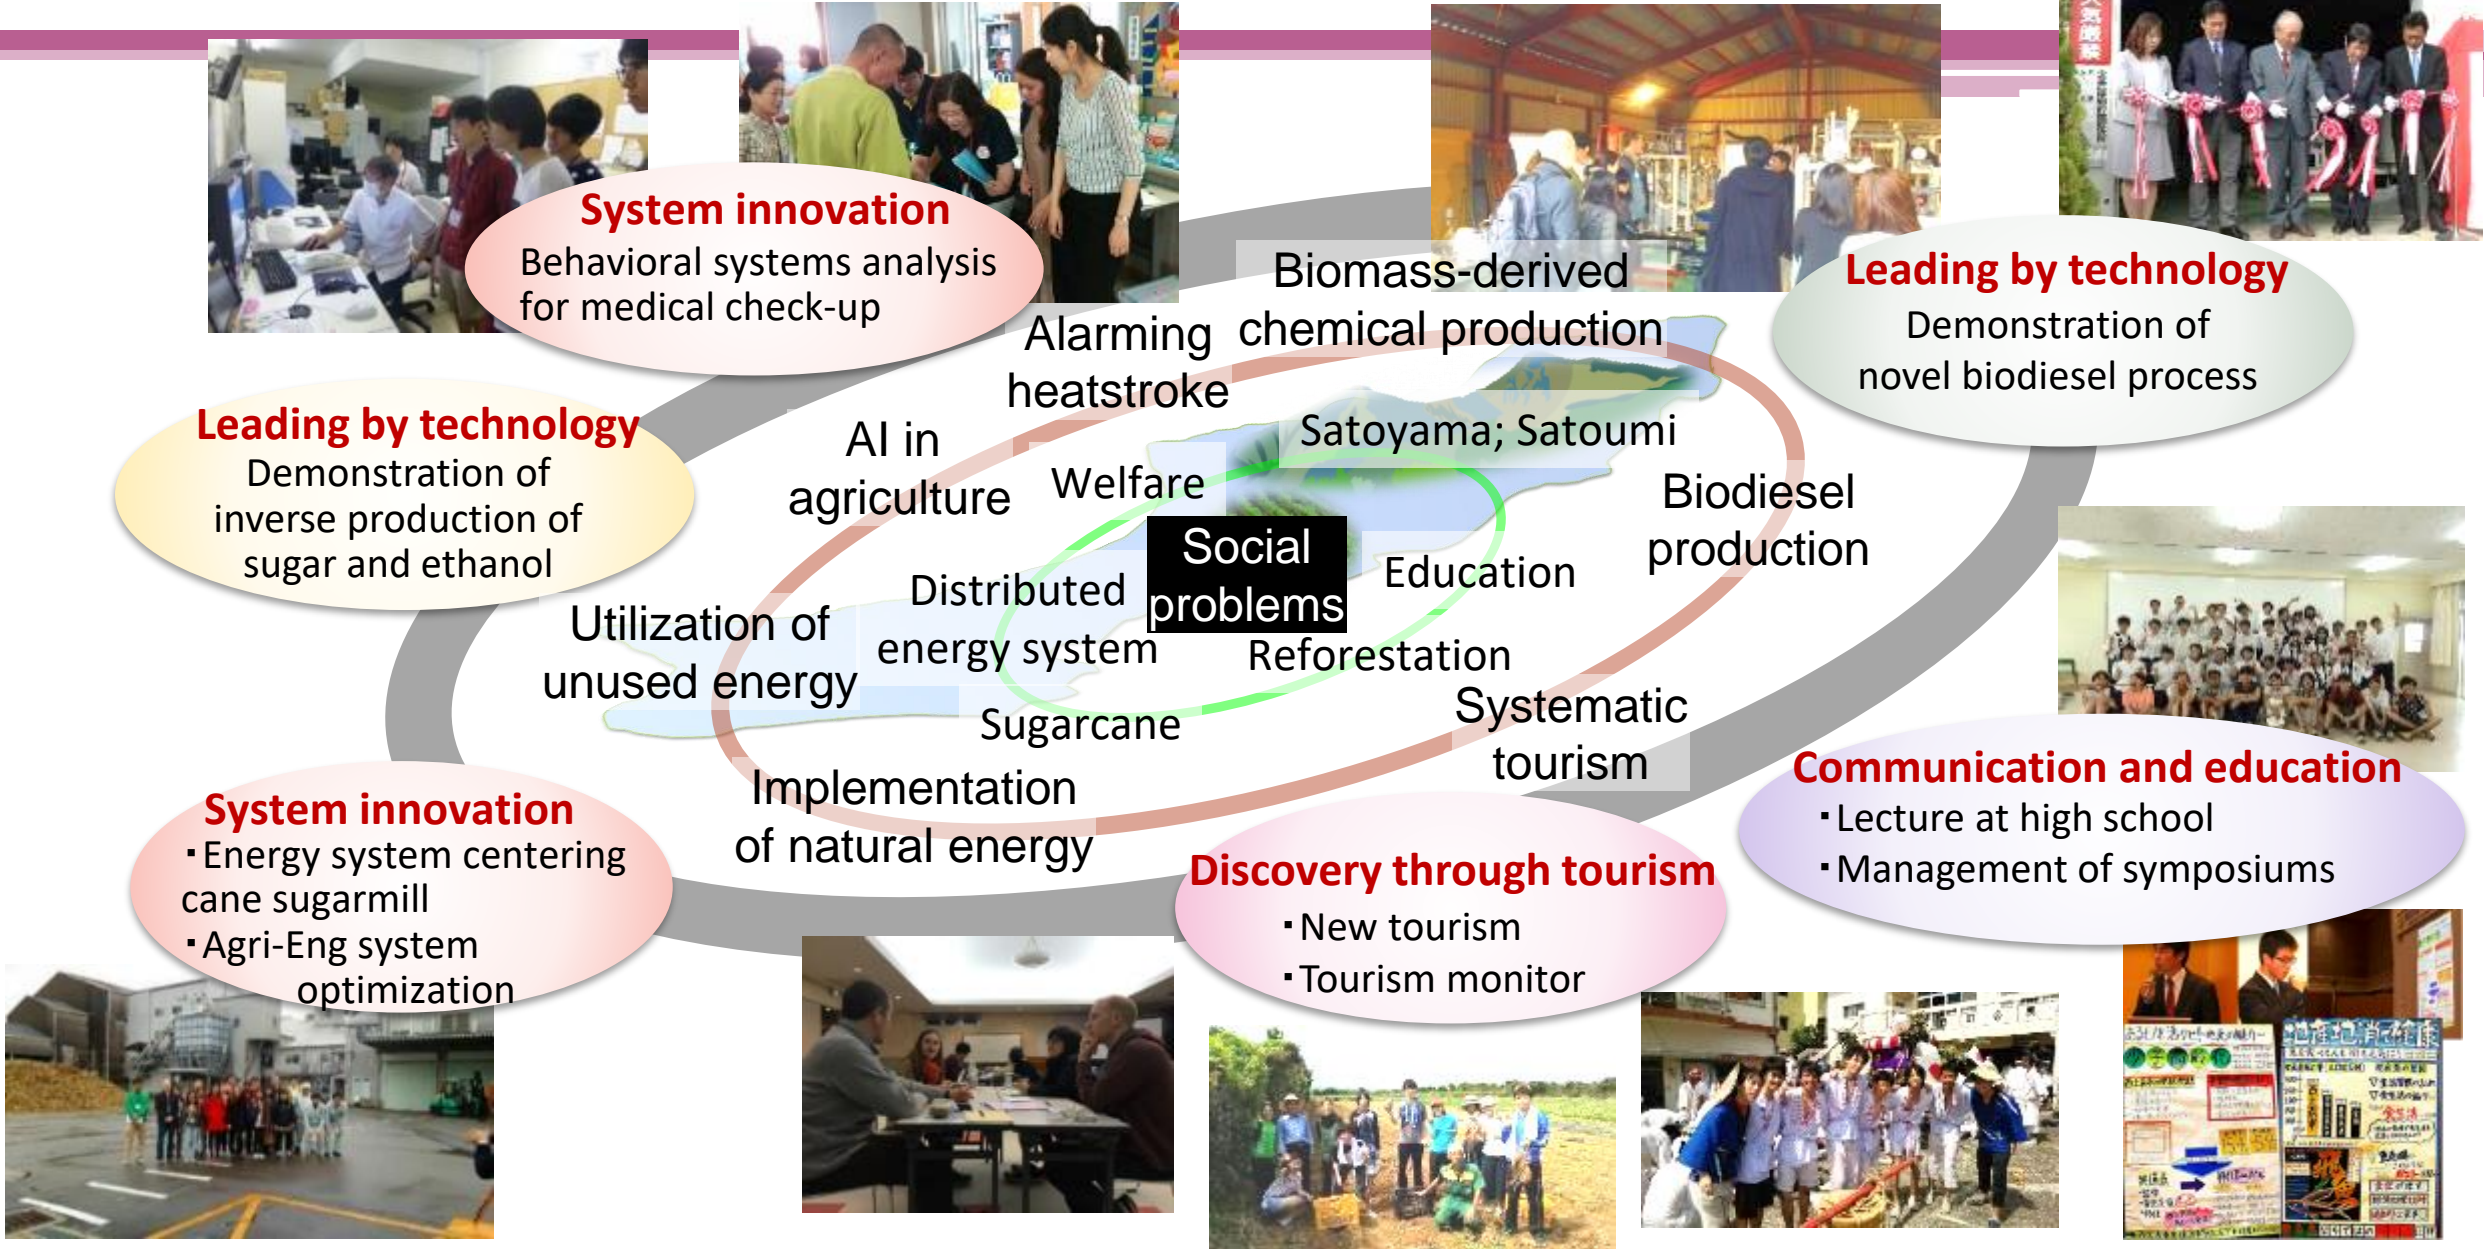 System innovation
Behavioral systems analysis
for medical check-up
Biomass-derived
chemical production
Leading by technology
Demonstration of
novel biodiesel process
Alarming
heatstroke
Leading by technology
Demonstration of
inverse production of
sugar and ethanol
AI in
agriculture
Welfare
Satoyama; Satoumi
Biodiesel
production
Social
problems
Education
Distributed
energy system
Utilization of
unused energy
Reforestation
Sugarcane
Systematic
tourism
Implementation
of natural energy
System innovation
・Energy system centering
cane sugarmill
・Agri-Eng system
optimization
Discovery through tourism
・New tourism
・Tourism monitor
Communication and education
・Lecture at high school
・Management of symposiums